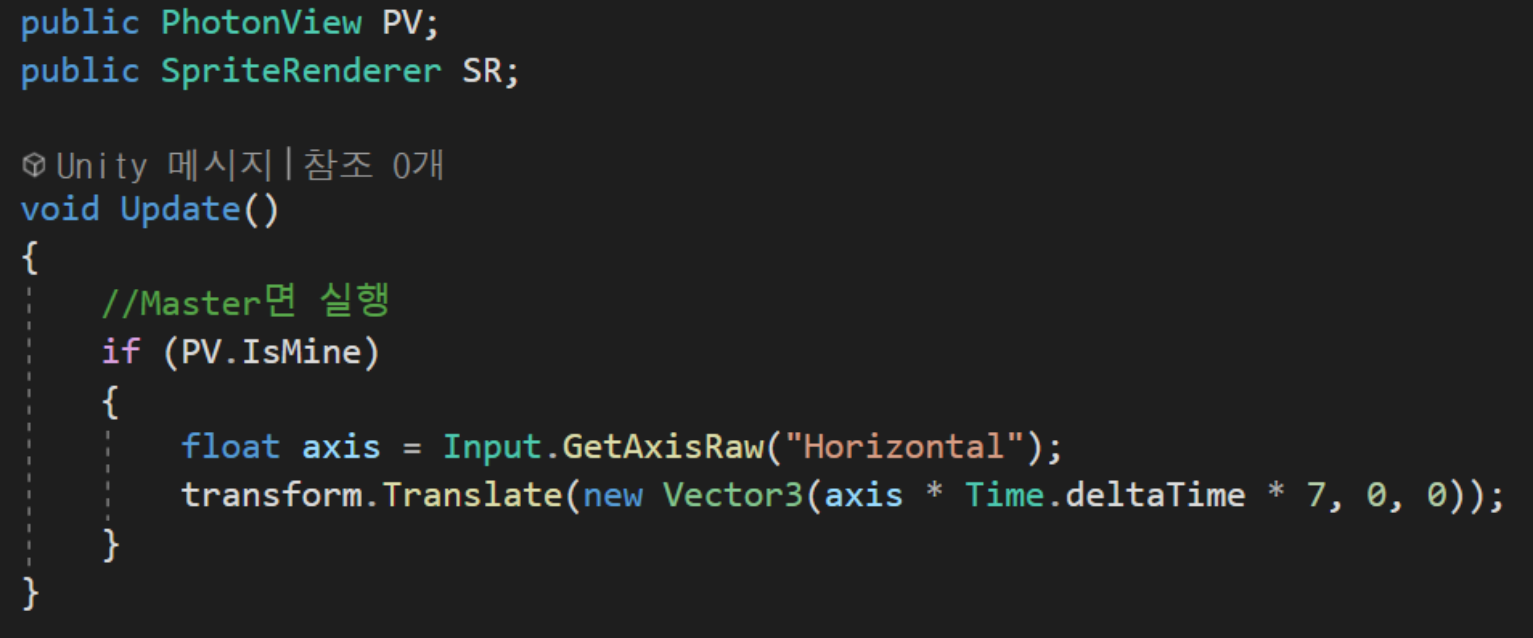 public PhotonView PV;
public SpriteRenderer SR;
Unity 메시지|참조 0개
void Update()
{
//Master면 실행
if (PV.IsMine)
{
float axis = Input.GetAxisRaw("Horizontal");
transform.Translate(new Vector3(axis * Time.deltaTime * 7, 0, 0));
}
}